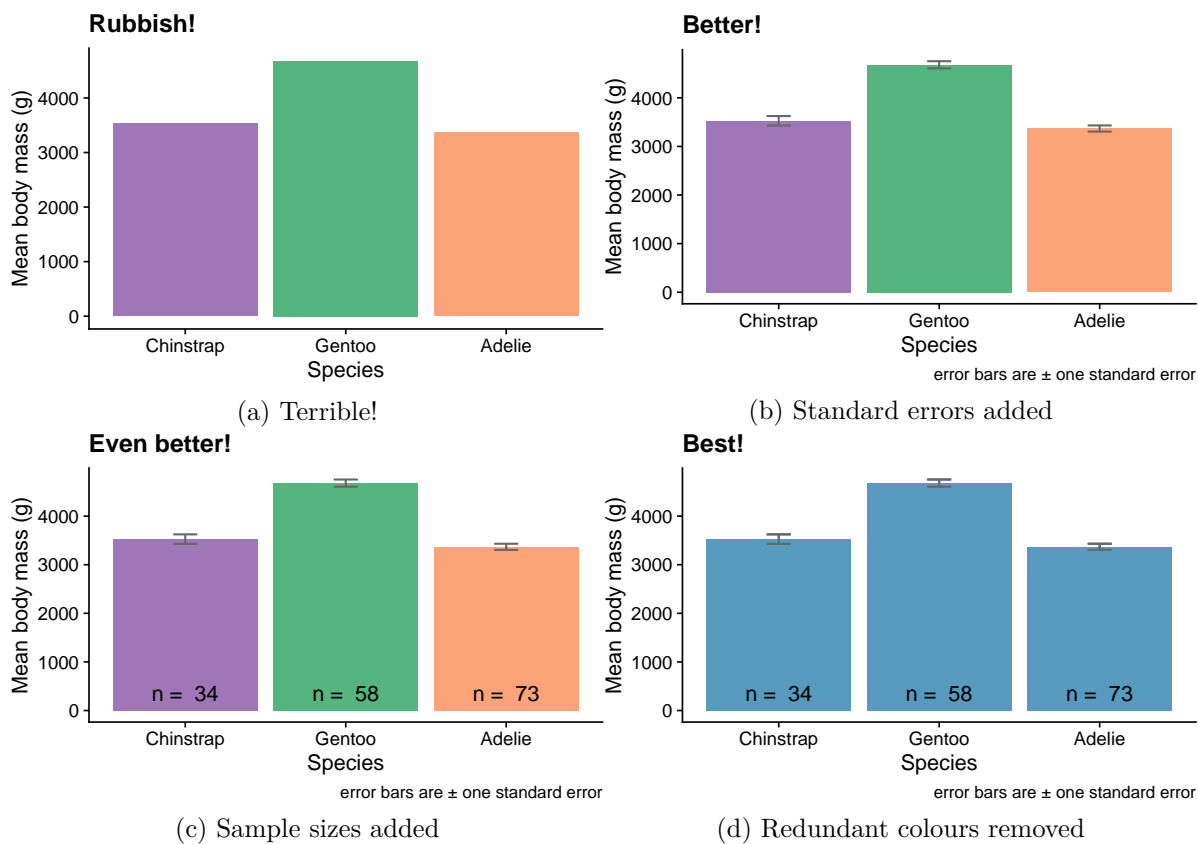 Rubbish!
Mean body mass (g)
4000
3000
2000
1000
0
Chinstrap Gentoo Adelie
Species
(a) Terrible!
Better!
Mean body mass (g)
4000
3000
2000
1000
0
Chinstrap Gentoo Adelie
Species
error bars are ± one standard error
(b) Standard errors added
Even better!
Mean body mass (g)
4000
3000
2000
1000
0
n = 34 n = 58 n = 73
Chinstrap Gentoo Adelie
Species
error bars are ± one standard error
(c) Sample sizes added
Best!
Mean body mass (g)
4000
3000
2000
1000
0
n = 34 n = 58 n = 73
Chinstrap Gentoo Adelie
Species
error bars are ± one standard error
(d) Redundant colours removed